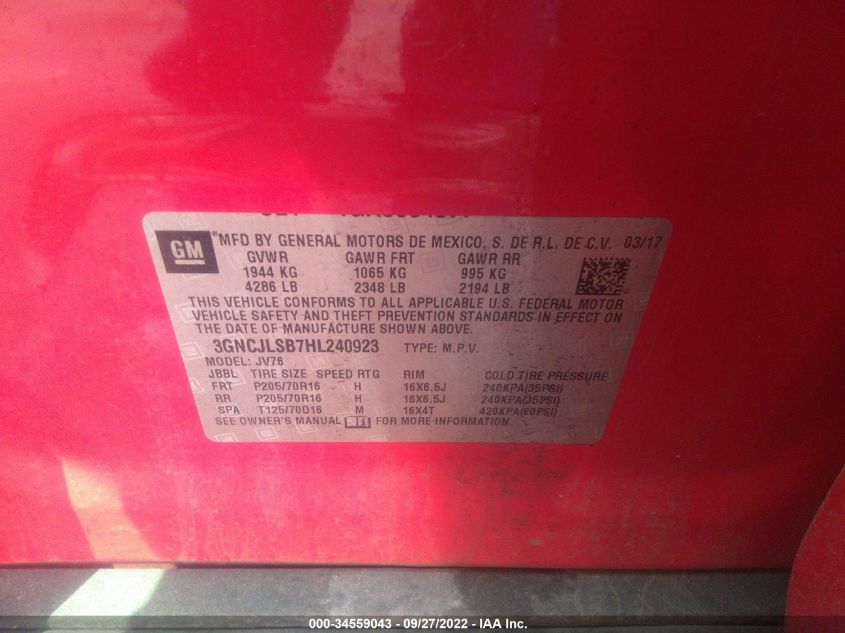 GM
MFD BY GENERAL MOTORS DE MEXICO, S. DE R.L. DE C.V. 03/17
GVWR GAWR FRT GAWR RR
1944 KG 1065 KG 995 KG
4286 LB 2348 LB 2194 LB
THIS VEHICLE CONFORMS TO ALL APPLICABLE U.S. FEDERAL MOTOR
VEHICLE SAFETY AND THEFT PREVENTION STANDARDS IN EFFECT ON
THE DATE OF MANUFACTURE SHOWN ABOVE.
3GNCJLSB7HL240923 TYPE: M.P.V.
MODEL: JV76
JBBL TIRE SIZE SPEED RTG RIM COLD TIRE PRESSURE
FRT P205/70R16 H 16X6.5J 240KPA(35PSI)
RR P205/70R16 H 16X6.5J 240KPA(35PSI)
SPA T125/70D16 M 16X4T 420KPA(60PSI)
SEE OWNER'S MANUAL FOR MORE INFORMATION.
000-34559043 - 09/27/2022 - IAA Inc.